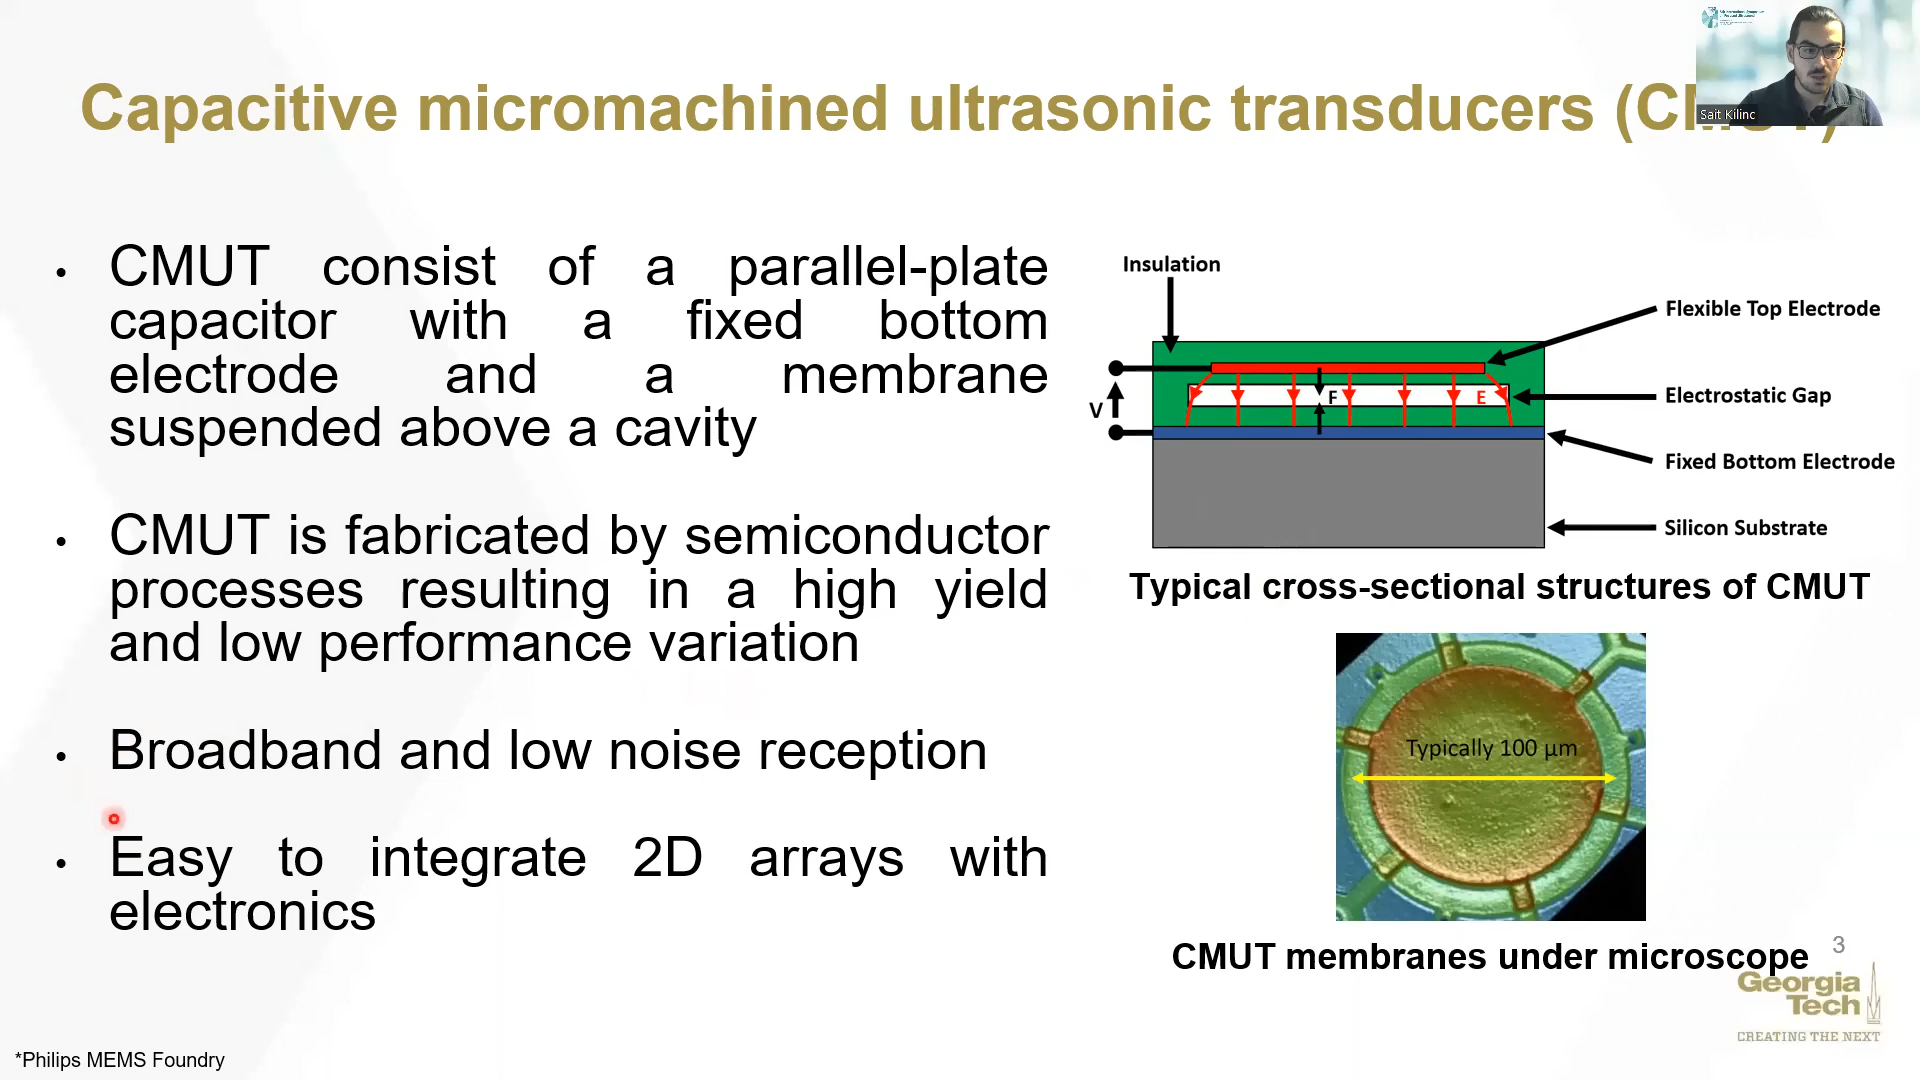 Capacitive micromachined ultrasonic transducers
Sait Kilinc
CMUT consist of a parallel-plate
capacitor with a fixed bottom
electrode and a membrane
suspended above a cavity
CMUT is fabricated by semiconductor
processes resulting in a high yield
and low performance variation
Broadband and low noise reception
Easy to integrate 2D arrays with
electronics
Insulation
Flexible Top Electrode
V
F
E
Electrostatic Gap
Fixed Bottom Electrode
Silicon Substrate
Typical cross-sectional structures of CMUT
Typically 100 µm
CMUT membranes under microscope
3
Georgia
Tech
CREATING THE NEXT
*Philips MEMS Foundry